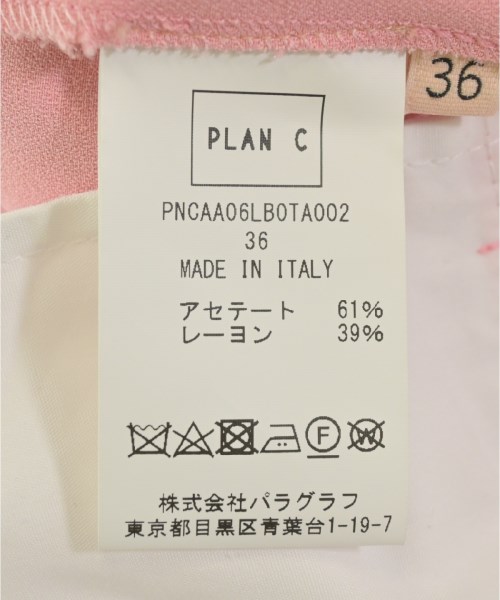 36
PLAN C
PNCAA06LB0TA002
36
MADE IN ITALY
アセテート 61%
レーヨン 39%
F W
株式会社パラグラフ
東京都目黒区青葉台1-19-7